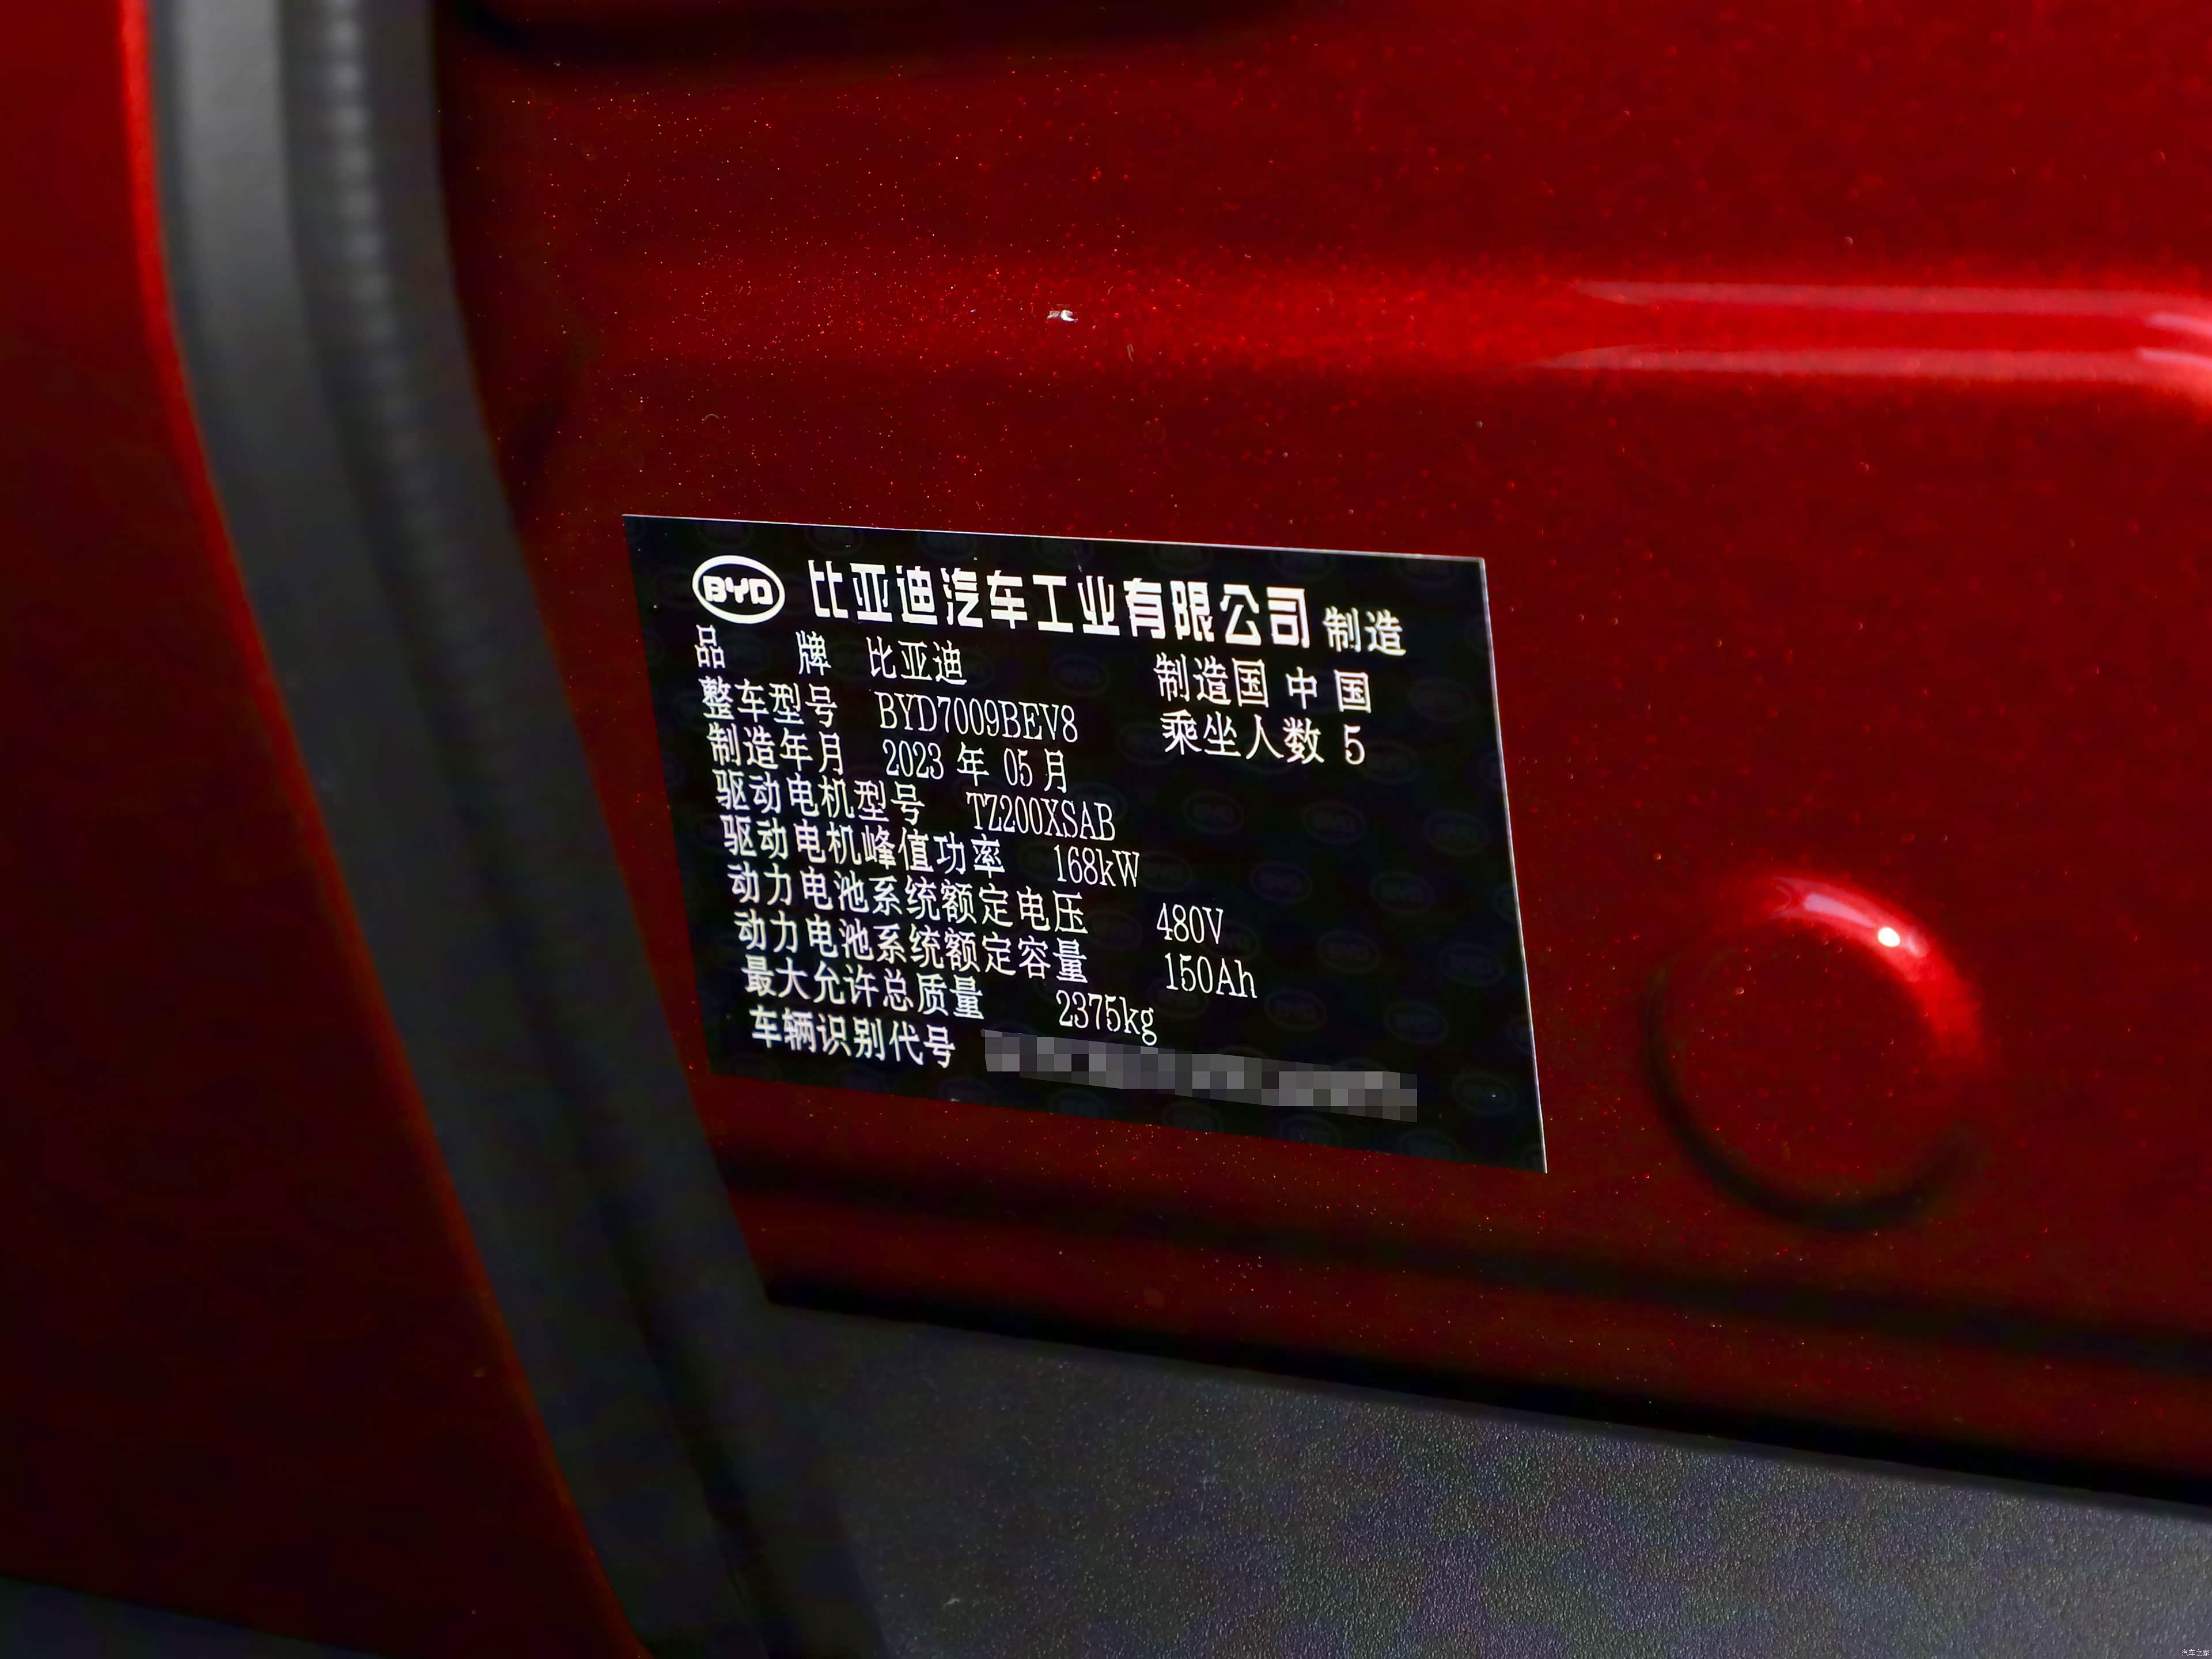 BYD 比亚迪汽车工业有限公司 制造
品 牌 比亚迪 制造国 中国
整车型号 BYD7009BEV8 乘坐人数 5
制造年月 2023 年 05 月
驱动电机型号 TZ200XSAB
驱动电机峰值功率 168kW
动力电池系统额定电压 480V
动力电池系统额定容量 150Ah
最大允许总质量 2375kg
车辆识别代号
汽车之家